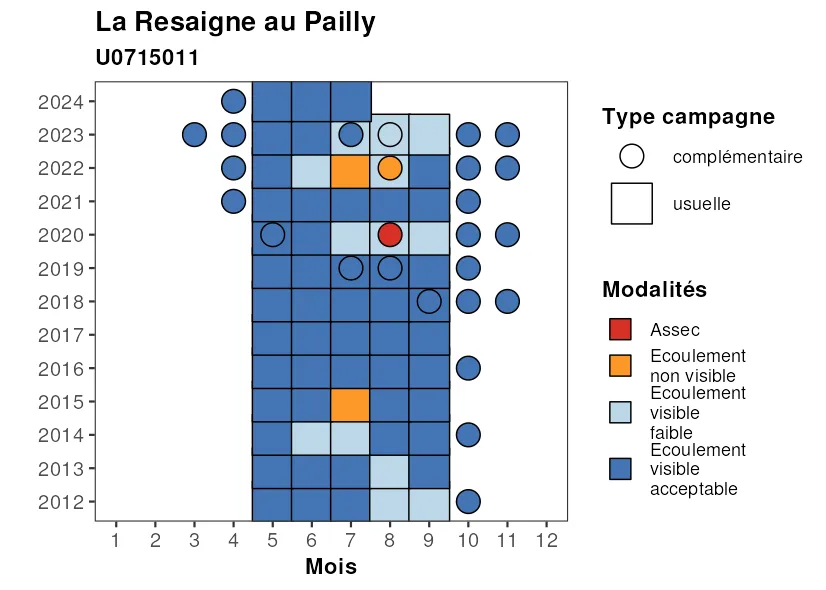 La Resaigne au Pailly
U0715011
2024
2023
2022
2021
2020
2019
2018
2017
2016
2015
2014
2013
2012
1 2 3 4 5 6 7 8 9 10 11 12
Mois
Type campagne
complémentaire
usuelle
Modalités
Assec
Ecoulement
non visible
Ecoulement
visible
faible
Ecoulement
visible
acceptable